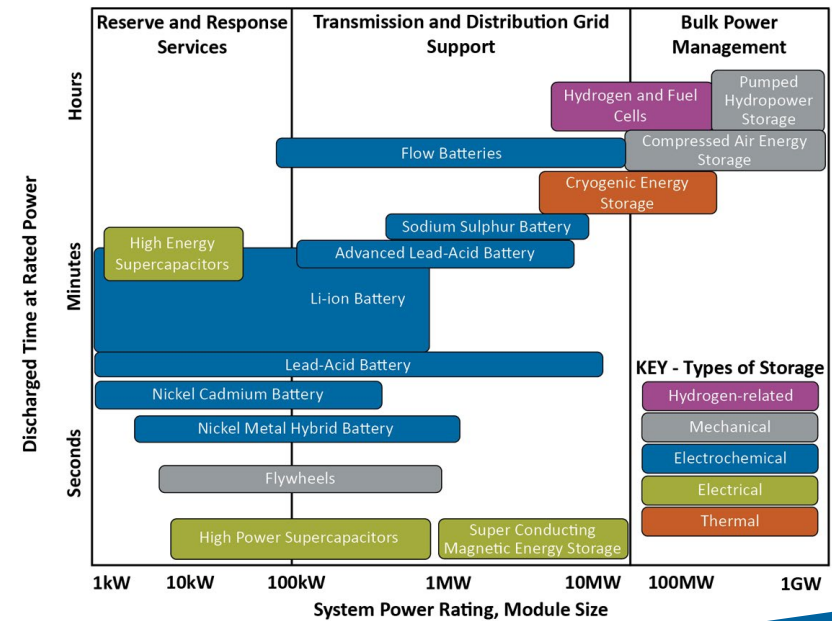 Reserve and Response
Services
Transmission and Distribution Grid
Support
Bulk Power
Management
Discharged Time at Rated Power
Hours
Minutes
Seconds
Hydrogen and Fuel
Cells
Pumped
Hydropower
Storage
Flow Batteries
Compressed Air Energy
Storage
Cryogenic Energy
Storage
Sodium Sulphur Battery
High Energy
Supercapacitors
Advanced Lead-Acid Battery
Li-ion Battery
Lead-Acid Battery
Nickel Cadmium Battery
Nickel Metal Hybrid Battery
Flywheels
High Power Supercapacitors
Super Conducting
Magnetic Energy Storage
KEY - Types of Storage
Hydrogen-related
Mechanical
Electrochemical
Electrical
Thermal
1kW
10kW
100kW
1MW
10MW
100MW
1GW
System Power Rating, Module Size